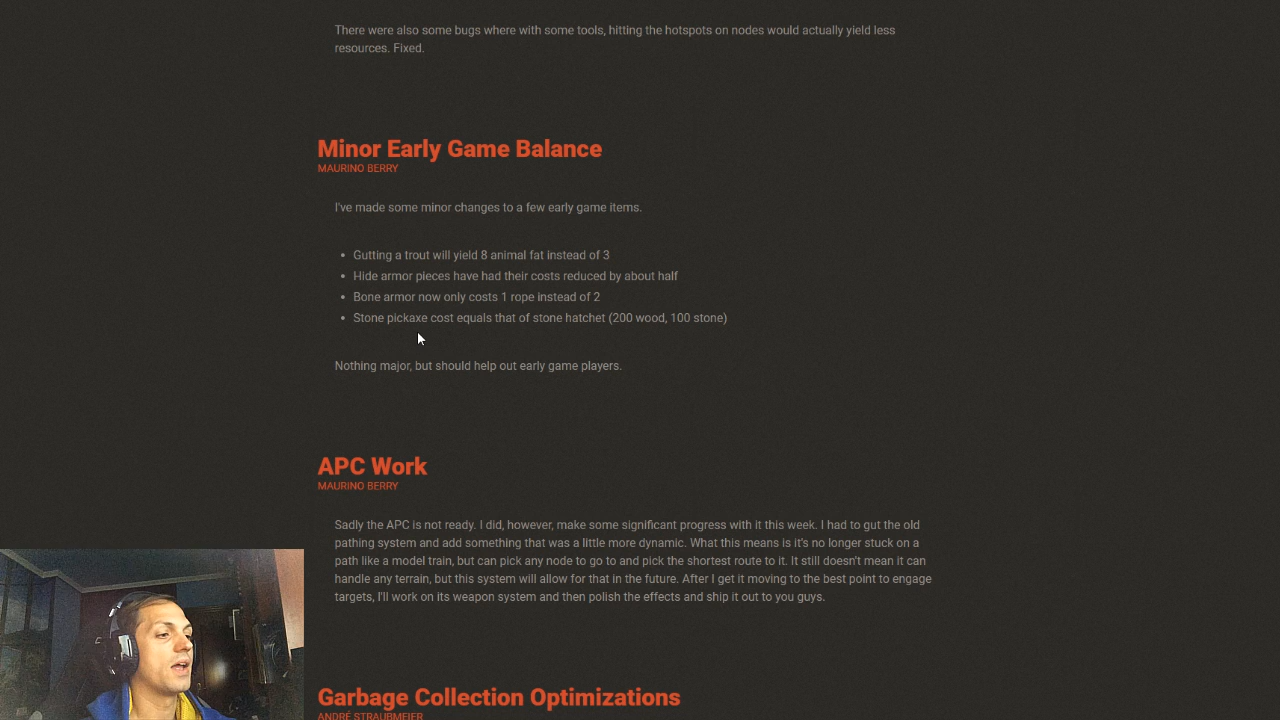 There were also some bugs where with some tools, hitting the hotspots on nodes would actually yield less
resources. Fixed.
Minor Early Game Balance
MAURINO BERRY
I've made some minor changes to a few early game items.
• Gutting a trout will yield 8 animal fat instead of 3
• Hide armor pieces have had their costs reduced by about half
• Bone armor now only costs 1 rope instead of 2
• Stone pickaxe cost equals that of stone hatchet (200 wood, 100 stone)
Nothing major, but should help out early game players.
APC Work
MAURINO BERRY
Sadly the APC is not ready. I did, however, make some significant progress with it this week. I had to gut the old
pathing system and add something that was a little more dynamic. What this means is it's no longer stuck on a
path like a model train, but can pick any node to go to and pick the shortest route to it. It still doesn't mean it can
handle any terrain, but this system will allow for that in the future. After I get it moving to the best point to engage
targets, I'll work on its weapon system and then polish the effects and ship it out to you guys.
Garbage Collection Optimizations
ANDRÉ STRAUBMEIER